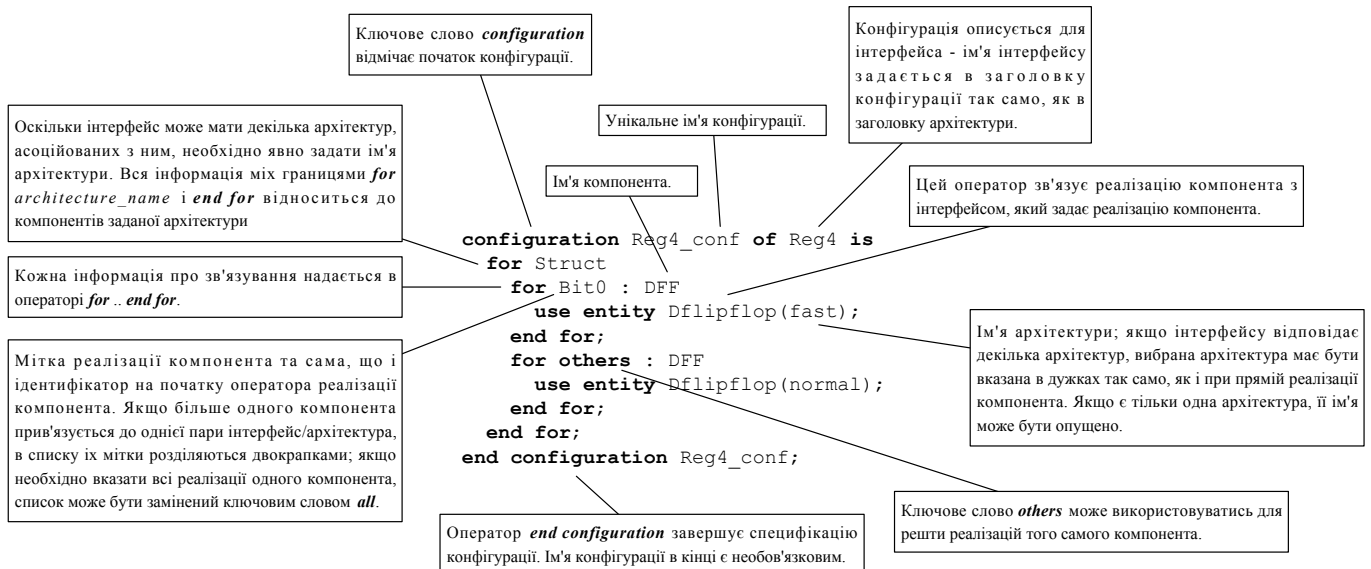 Ключове слово configuration
відмічає початок конфігурації.
Конфігурація описується для
інтерфейса - ім'я інтерфейсу
задається в заголовку
конфігурації так само, як в
заголовку архітектури.
Оскільки інтерфейс може мати декілька архітектур,
асоційованих з ним, необхідно явно задати ім'я
архітектури. Вся інформація міх границями for
architecture_name і end for відноситься до
компонентів заданої архітектури
Унікальне ім'я конфігурації.
Ім'я компонента.
Цей оператор зв'язує реалізацію компонента з
інтерфейсом, який задає реалізацію компонента.
Кожна інформація про зв'язування надається в
операторі for .. end for.
configuration Reg4_conf of Reg4 is
for Struct
for Bit0 : DFF
use entity Dflipflop(fast);
end for;
for others : DFF
use entity Dflipflop(normal);
end for;
end for;
end configuration Reg4_conf;
Мітка реалізації компонента та сама, що і
ідентифікатор на початку оператора реалізації
компонента. Якщо більше одного компонента
прив'язується до однієї пари інтерфейс/архітектура,
в списку їх мітки розділяються двокрапками; якщо
необхідно вказати всі реалізації одного компонента,
список може бути замінений ключовим словом all.
Ім'я архітектури; якщо інтерфейсу відповідає
декілька архітектур, вибрана архітектура має бути
вказана в дужках так само, як і при прямій реалізації
компонента. Якщо є тільки одна архітектура, її ім'я
може бути опущено.
Ключове слово others може використовуватись для
решти реалізацій того самого компонента.
Оператор end configuration завершує специфікацію
конфігурації. Ім'я конфігурації в кінці є необов'язковим.